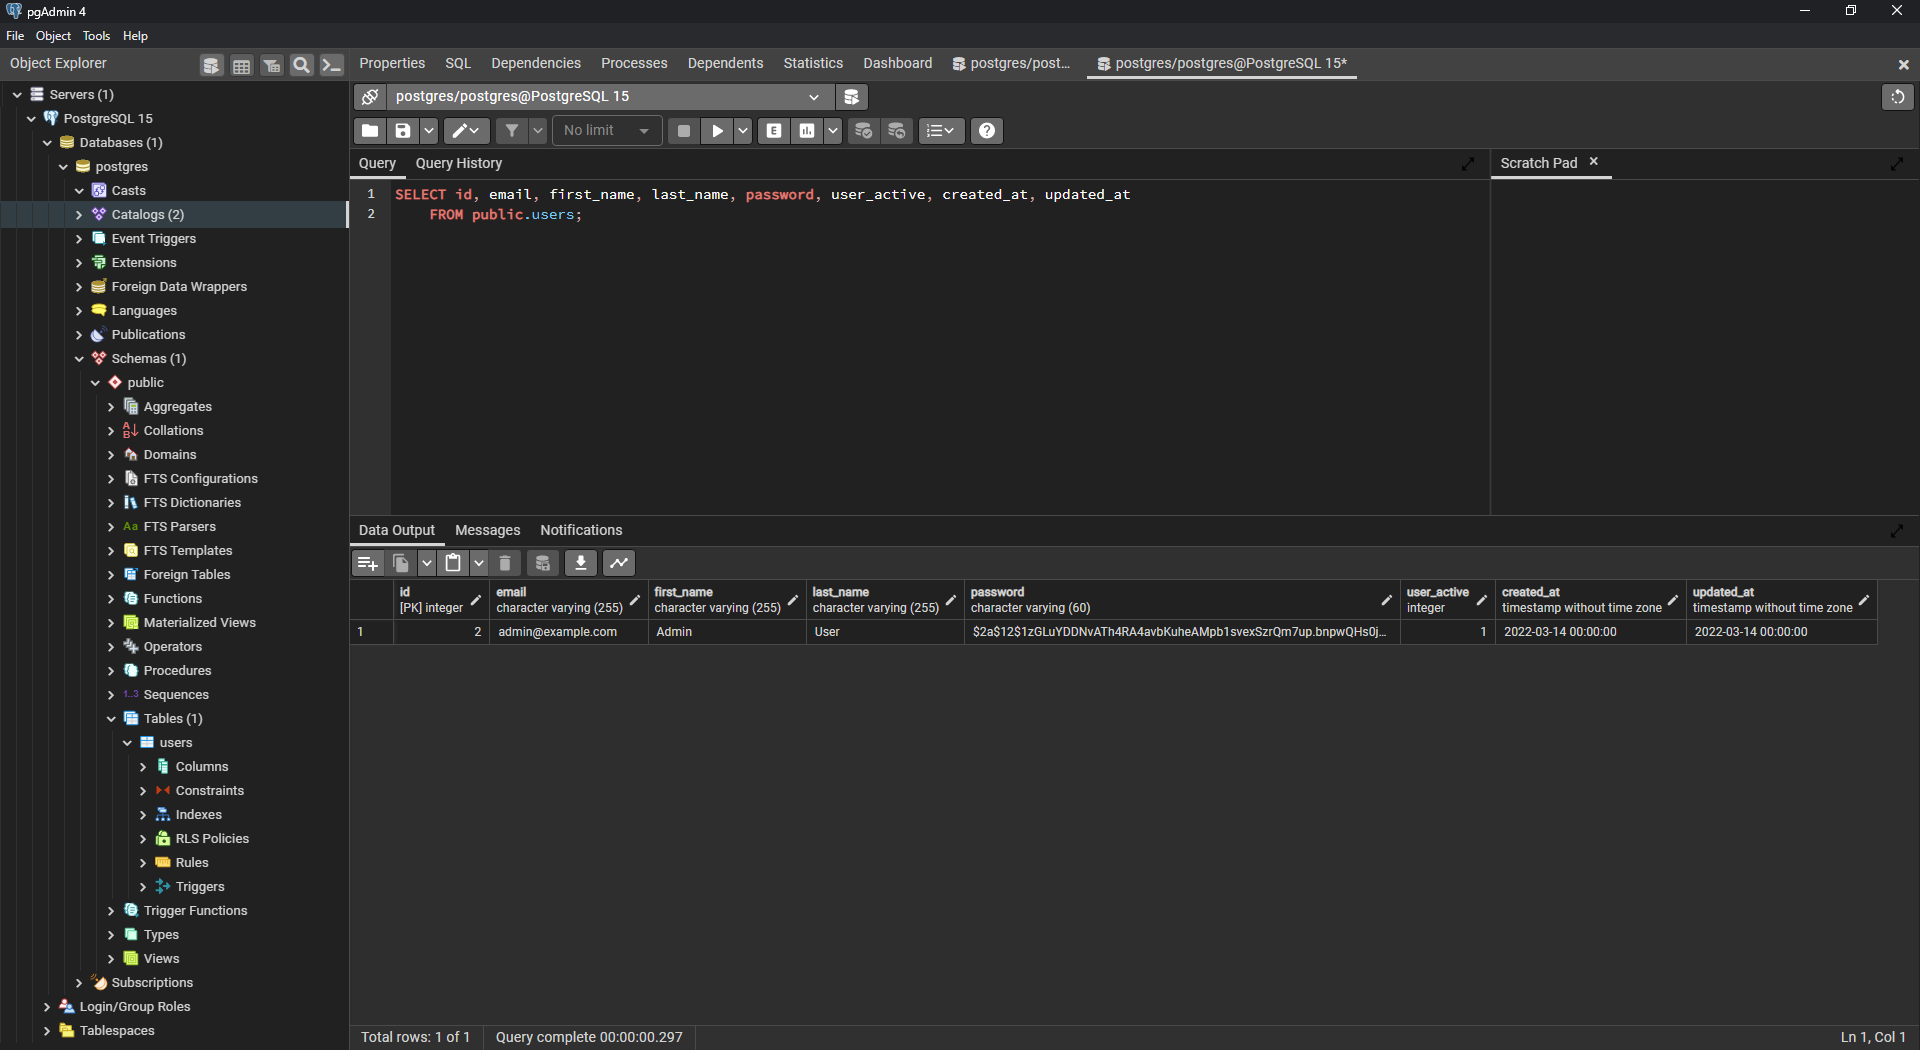 pgAdmin 4
File Object Tools Help
Object Explorer
Properties SQL Dependencies Processes Dependents Statistics Dashboard postgres/post... postgres/postgres@PostgreSQL 15*
Servers (1)
PostgreSQL 15
Databases (1)
postgres
Casts
Catalogs (2)
Event Triggers
Extensions
Foreign Data Wrappers
Languages
Publications
Schemas (1)
public
Aggregates
Collations
Domains
FTS Configurations
FTS Dictionaries
Aa FTS Parsers
FTS Templates
Foreign Tables
Functions
Materialized Views
Operators
Procedures
1..3 Sequences
Tables (1)
users
Columns
Constraints
Indexes
RLS Policies
Rules
Triggers
Trigger Functions
Types
Views
Subscriptions
Login/Group Roles
Tablespaces
postgres/postgres@PostgreSQL 15
No limit E
Query Query History
Scratch Pad
1 SELECT id, email, first_name, last_name, password, user_active, created_at, updated_at
2 FROM public.users;
Data Output Messages Notifications
id email first_name last_name password user_active created_at updated_at
[PK] integer character varying (255) character varying (255) character varying (255) character varying (60) integer timestamp without time zone timestamp without time zone
1 2 admin@example.com Admin User $2a$12$1zGLuYDDNvATh4RA4avbKuheAMpb1svexSzrQm7up.bnpwQHs0j... 1 2022-03-14 00:00:00 2022-03-14 00:00:00
Total rows: 1 of 1 Query complete 00:00:00.297
Ln 1, Col 1